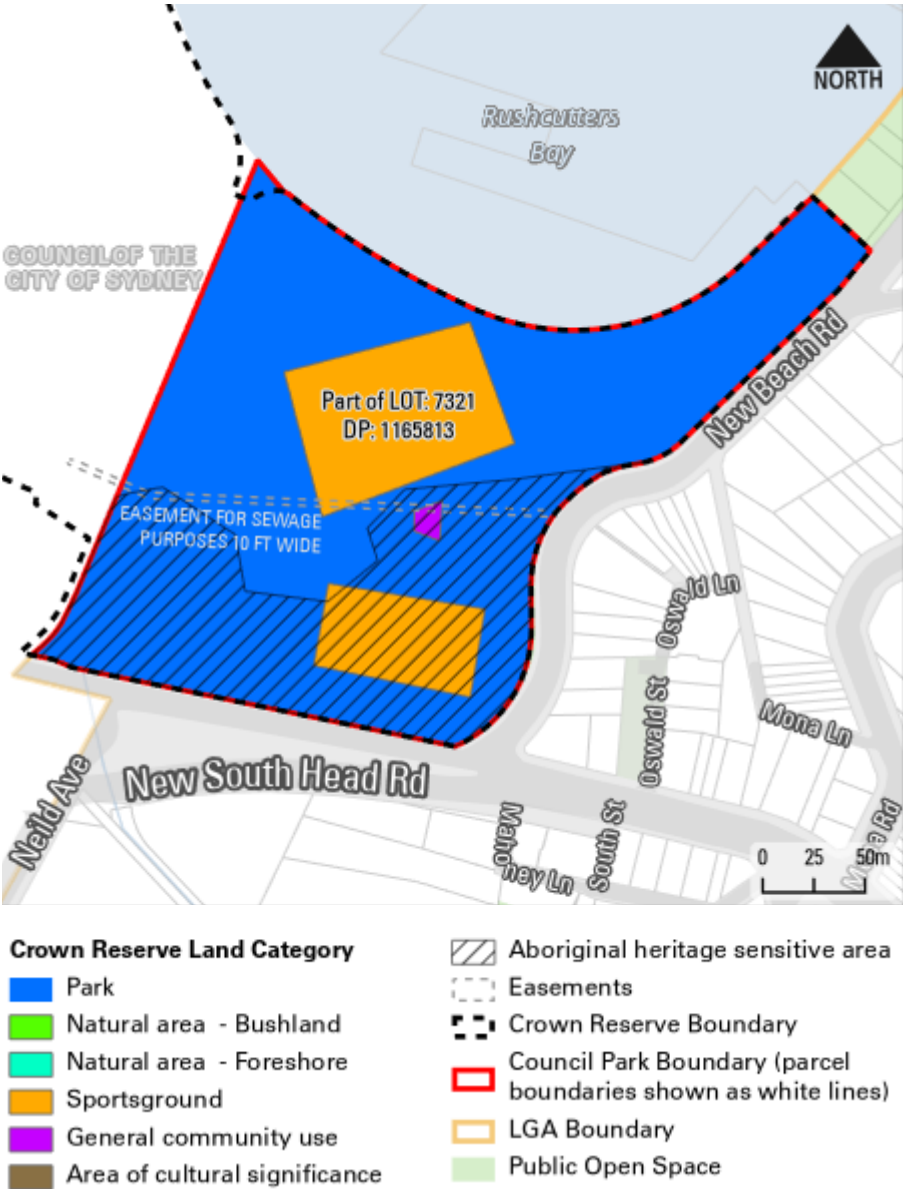 NORTH
Rushcutters
Bay
COUNCIL OF THE
CITY OF SYDNEY
New Beach Rd
Part of LOT: 7321
DP: 1165813
EASEMENT FOR SEWAGE
PURPOSES 10 FT WIDE
Oswald Ln
Oswald St
Mona Ln
New South Head Rd
Neild Ave
Mahoney Ln
South St
Mona Rd
0 25 50m
Crown Reserve Land Category
Park
Natural area - Bushland
Natural area - Foreshore
Sportsground
General community use
Area of cultural significance
Aboriginal heritage sensitive area
Easements
Crown Reserve Boundary
Council Park Boundary (parcel
boundaries shown as white lines)
LGA Boundary
Public Open Space